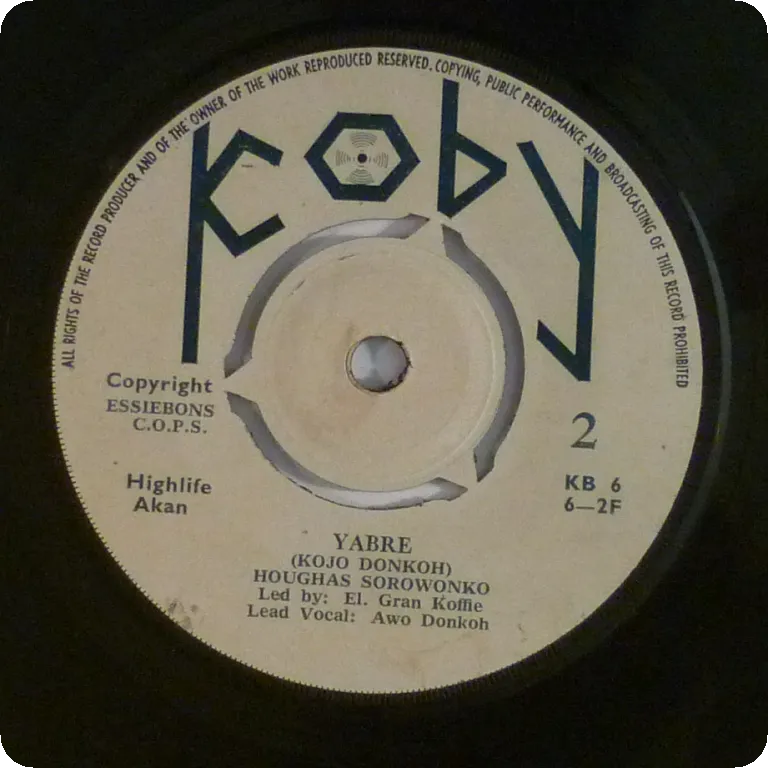 ALL RIGHTS OF THE RECORD PRODUCER AND OF THE OWNER OF THE WORK REPRODUCED RESERVED. COPYING, PUBLIC PERFORMANCE AND BROADCASTING OF THIS RECORD PROHIBITED
koby
Copyright
ESSIEBONS
C.O.P.S.
2
Highlife
Akan
KB 6
6—2F
YABRE
(KOJO DONKOH)
HOUGHAS SOROWONKO
Led by: El. Gran Koffie
Lead Vocal: Awo Donkoh